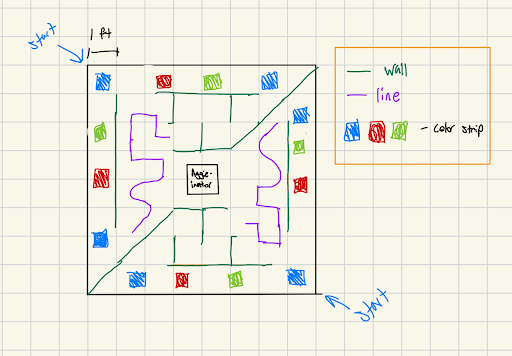 start
1 ft
wall
line
- color strip
Aggie-
inator
start